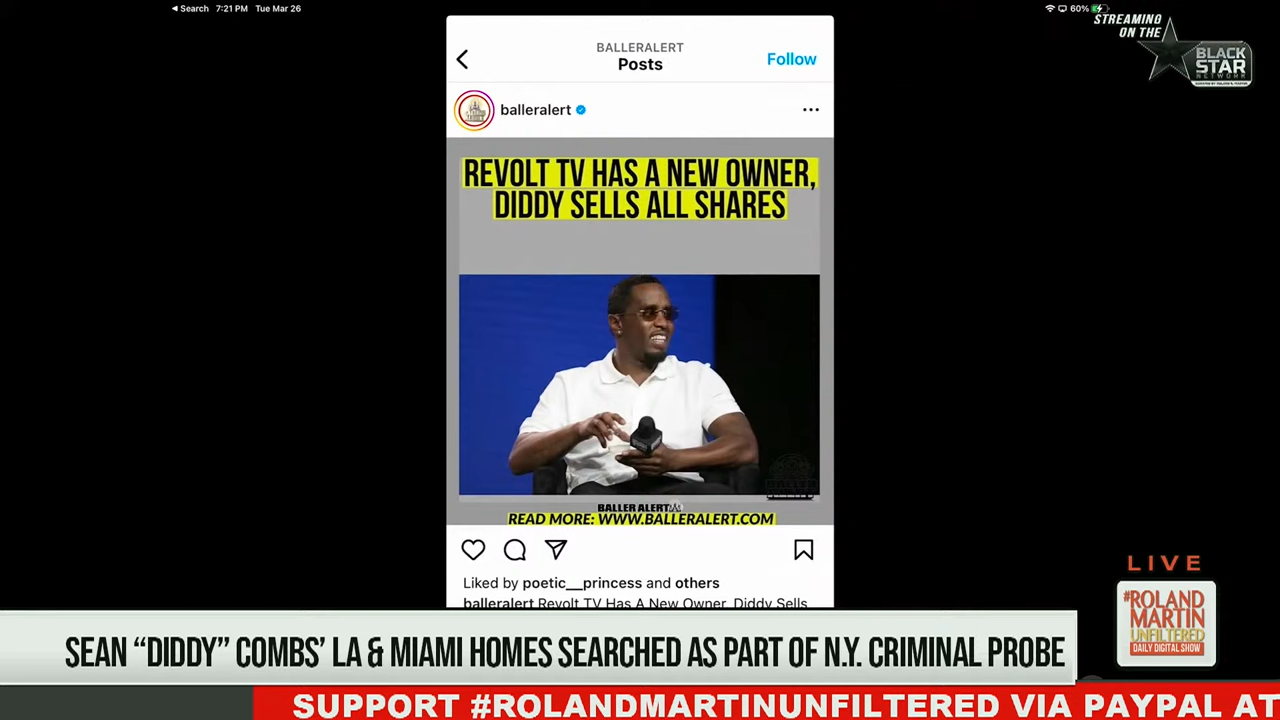 Search 7:21 PM Tue Mar 26
60%
STREAMING
ON THE
BLACK
STAR
NETWORK
BALLERALERT
Posts
Follow
balleralert
REVOLT TV HAS A NEW OWNER,
DIDDY SELLS ALL SHARES
BALLER ALERT
READ MORE: WWW.BALLERALERT.COM
Liked by poetic__princess and others
balleralert Revolt TV Has A New Owner, Diddy Sells
LIVE
#ROLAND
MARTIN
UNFILTERED
DAILY DIGITAL SHOW
SEAN “DIDDY” COMBS’ LA & MIAMI HOMES SEARCHED AS PART OF N.Y. CRIMINAL PROBE
SUPPORT #ROLANDMARTINUNFILTERED VIA PAYPAL AT